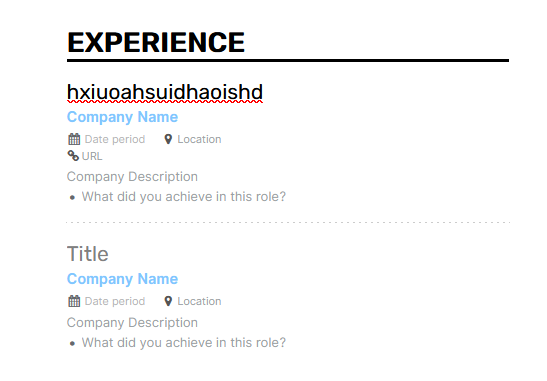 EXPERIENCE
hxiuoahsuidhaoishd
Company Name
Date period Location
URL
Company Description
• What did you achieve in this role?
Title
Company Name
Date period Location
Company Description
• What did you achieve in this role?